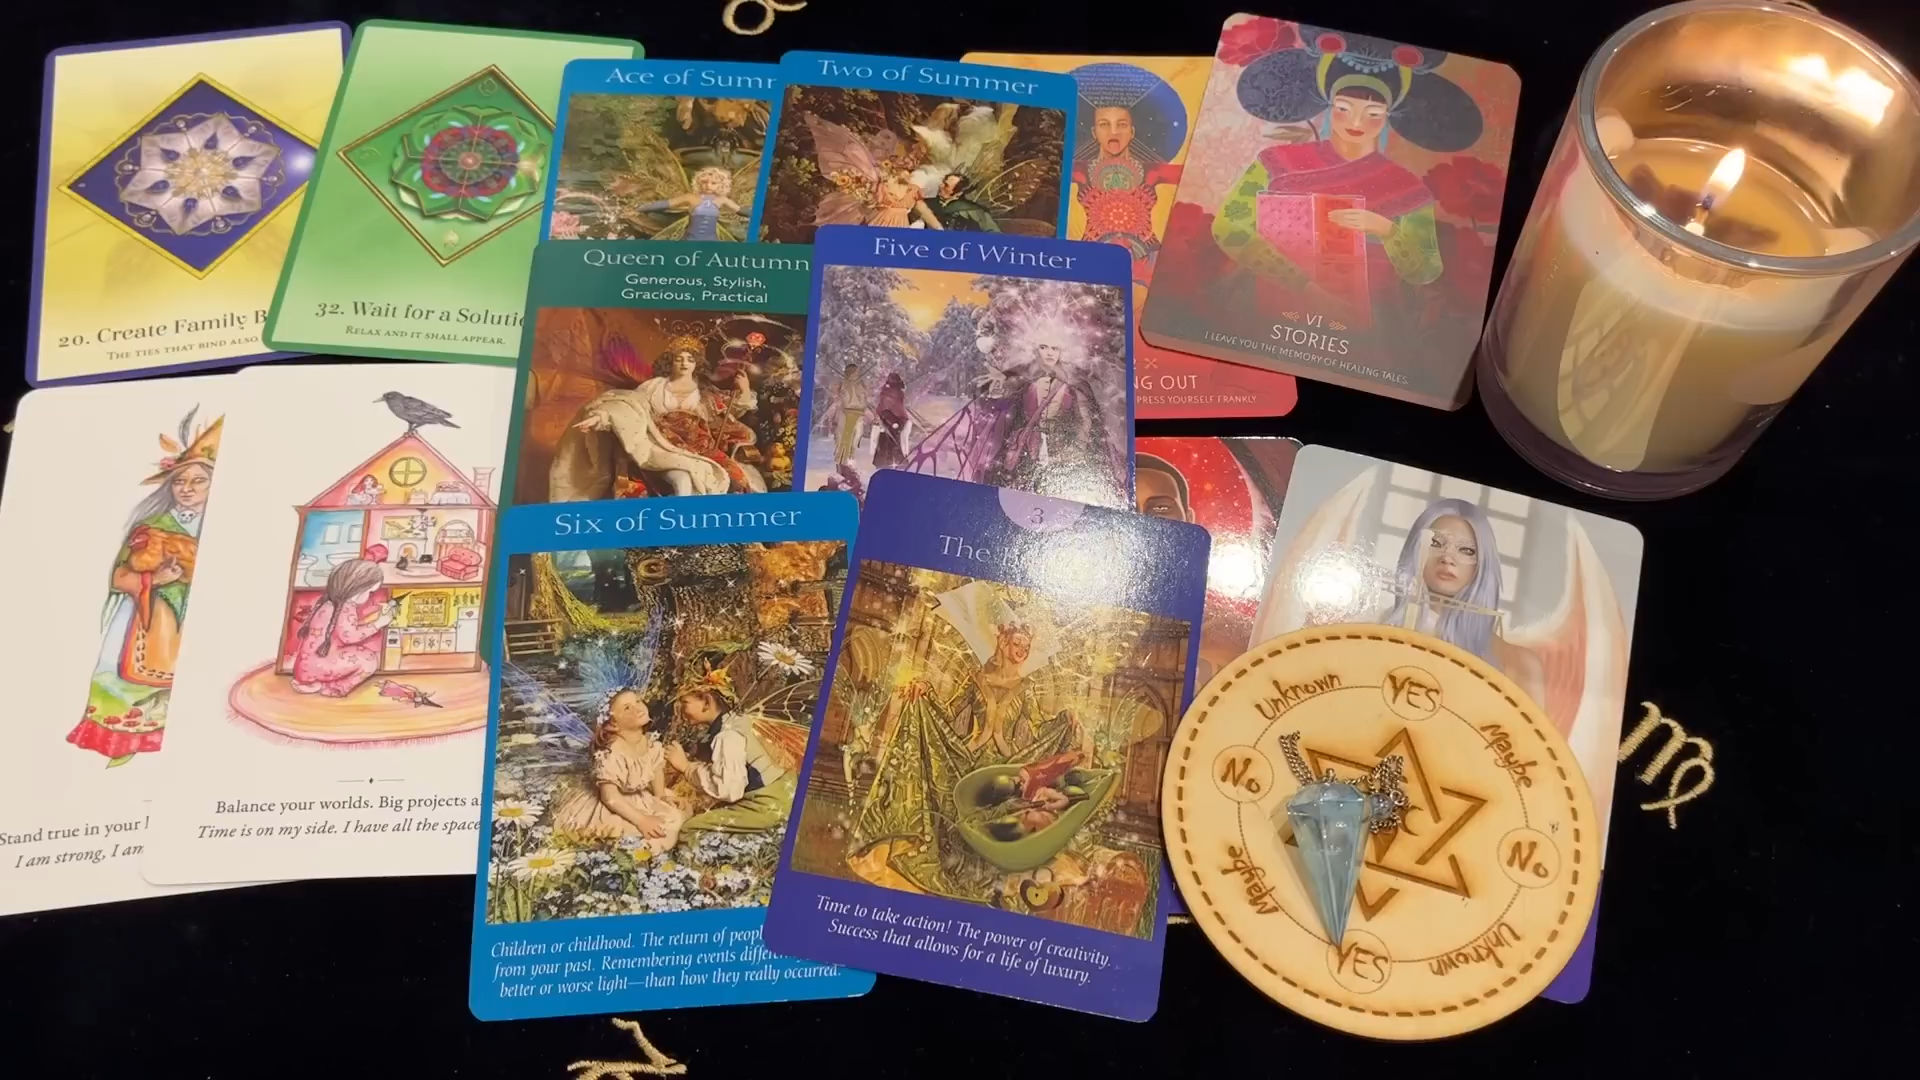 20. Create Family B
THE TIES THAT BIND ALSO
32. Wait for a Solutio
RELAX AND IT SHALL APPEAR.
Ace of Summ
Two of Summer
Queen of Autumn
Generous, Stylish,
Gracious, Practical
Five of Winter
NG OUT
PRESS YOURSELF FRANKLY
VI
STORIES
I LEAVE YOU THE MEMORY OF HEALING TALES.
Stand true in your
I am strong, I am
Balance your worlds. Big projects a
Time is on my side. I have all the space
Six of Summer
Children or childhood. The return of peopl
from your past. Remembering events differ
better or worse light—than how they really occurred.
3
The
Time to take action! The power of creativity.
Success that allows for a life of luxury.
YES
Maybe
No
Unknown
YES
Maybe
No
Unknown